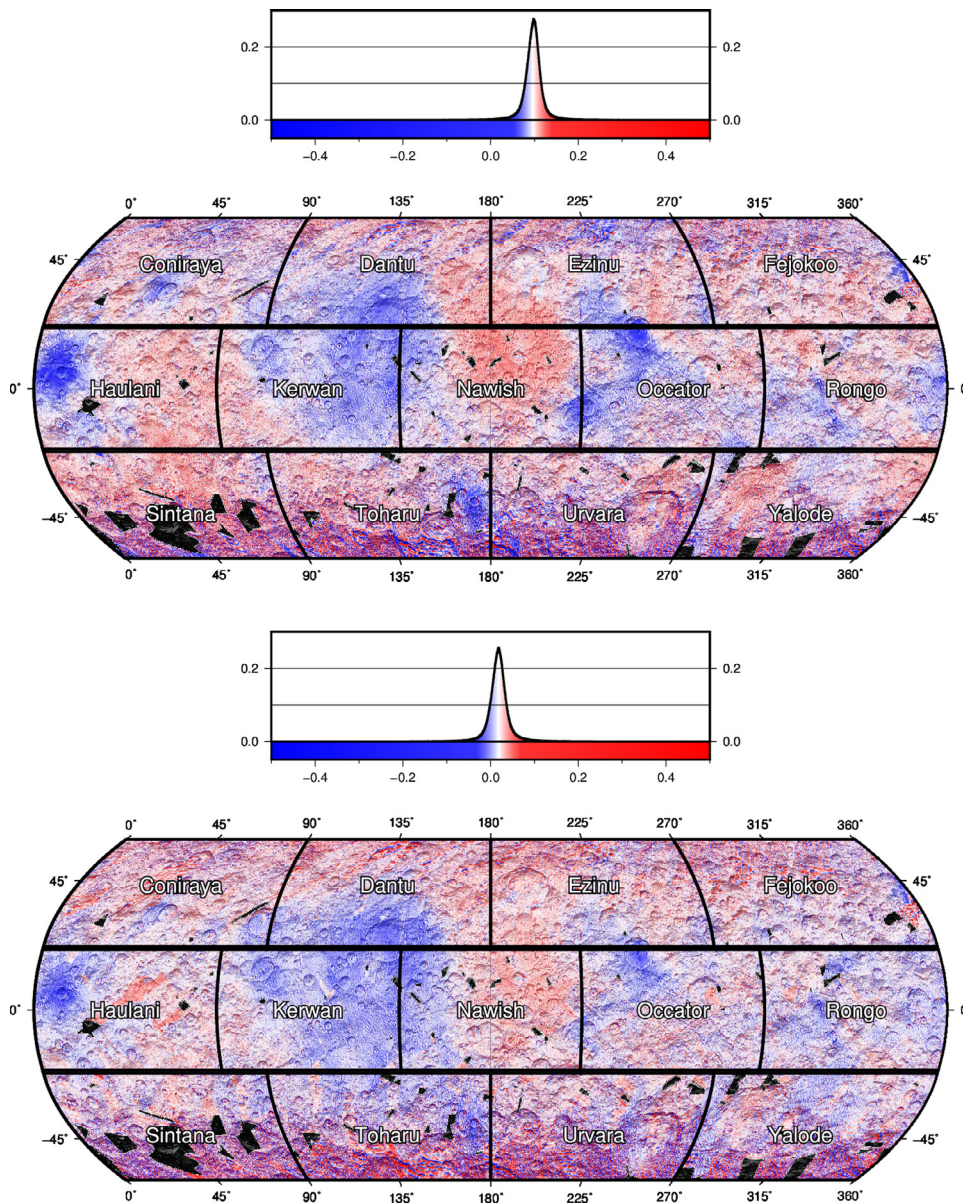 0.2 0.2
0.0 0.0
−0.4 −0.2 0.0 0.2 0.4
0° 45° 90° 135° 180° 225° 270° 315° 360°
45° 45°
Coniraya Dantu Ezinu Fejokoo
0° 0°
Haulani Kerwan Nawish Occator Rongo
−45° −45°
Sintana Toharu Urvara Yalode
0° 45° 90° 135° 180° 225° 270° 315° 360°
0.2 0.2
0.0 0.0
−0.4 −0.2 0.0 0.2 0.4
0° 45° 90° 135° 180° 225° 270° 315° 360°
45° 45°
Coniraya Dantu Ezinu Fejokoo
0° 0°
Haulani Kerwan Nawish Occator Rongo
−45° −45°
Sintana Toharu Urvara Yalode
0° 45° 90° 135° 180° 225° 270° 315° 360°